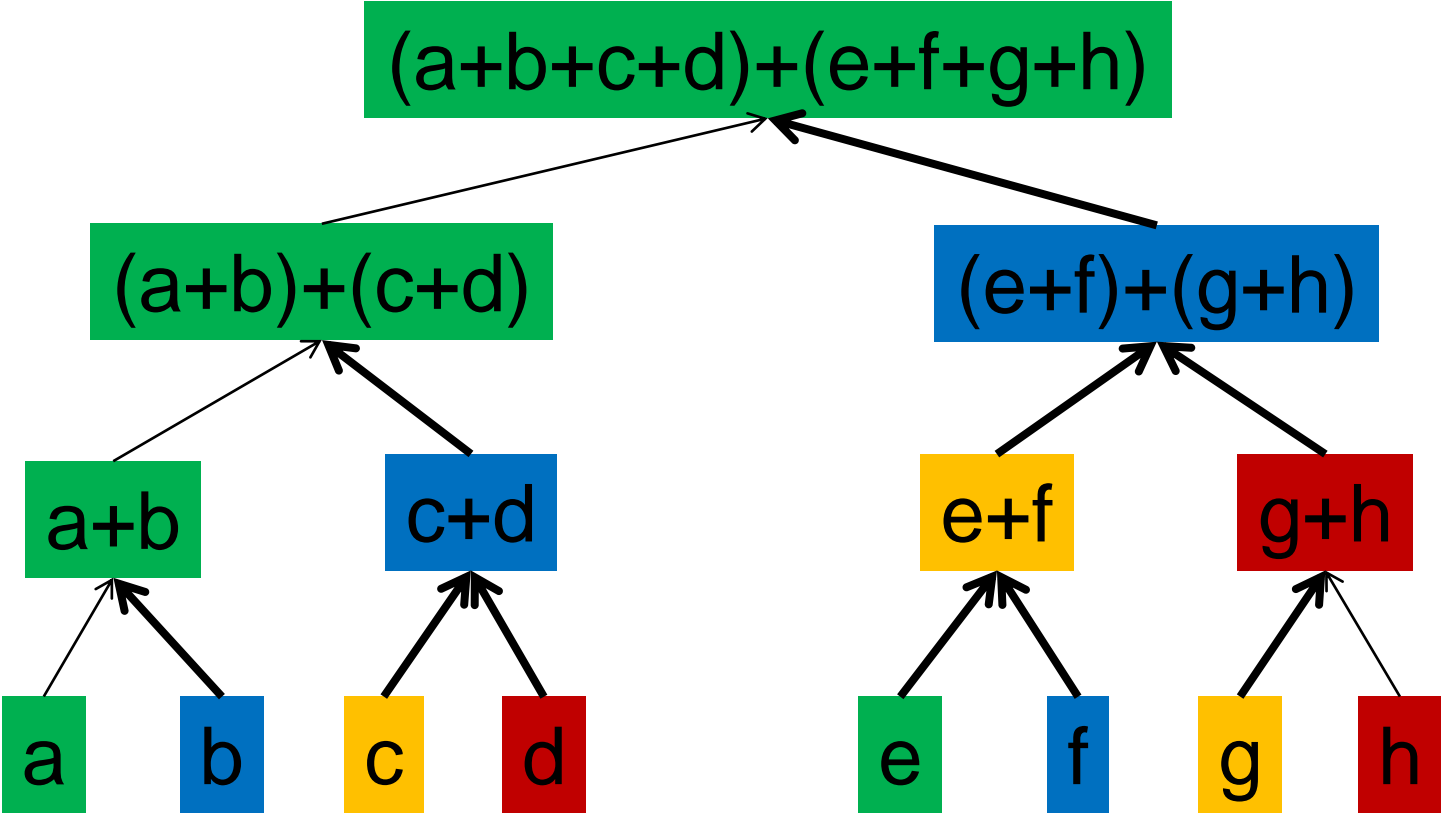 (a+b+c+d)+(e+f+g+h)
(a+b)+(c+d)
(e+f)+(g+h)
a+b
c+d
e+f
g+h
a
b
c
d
e
f
g
h